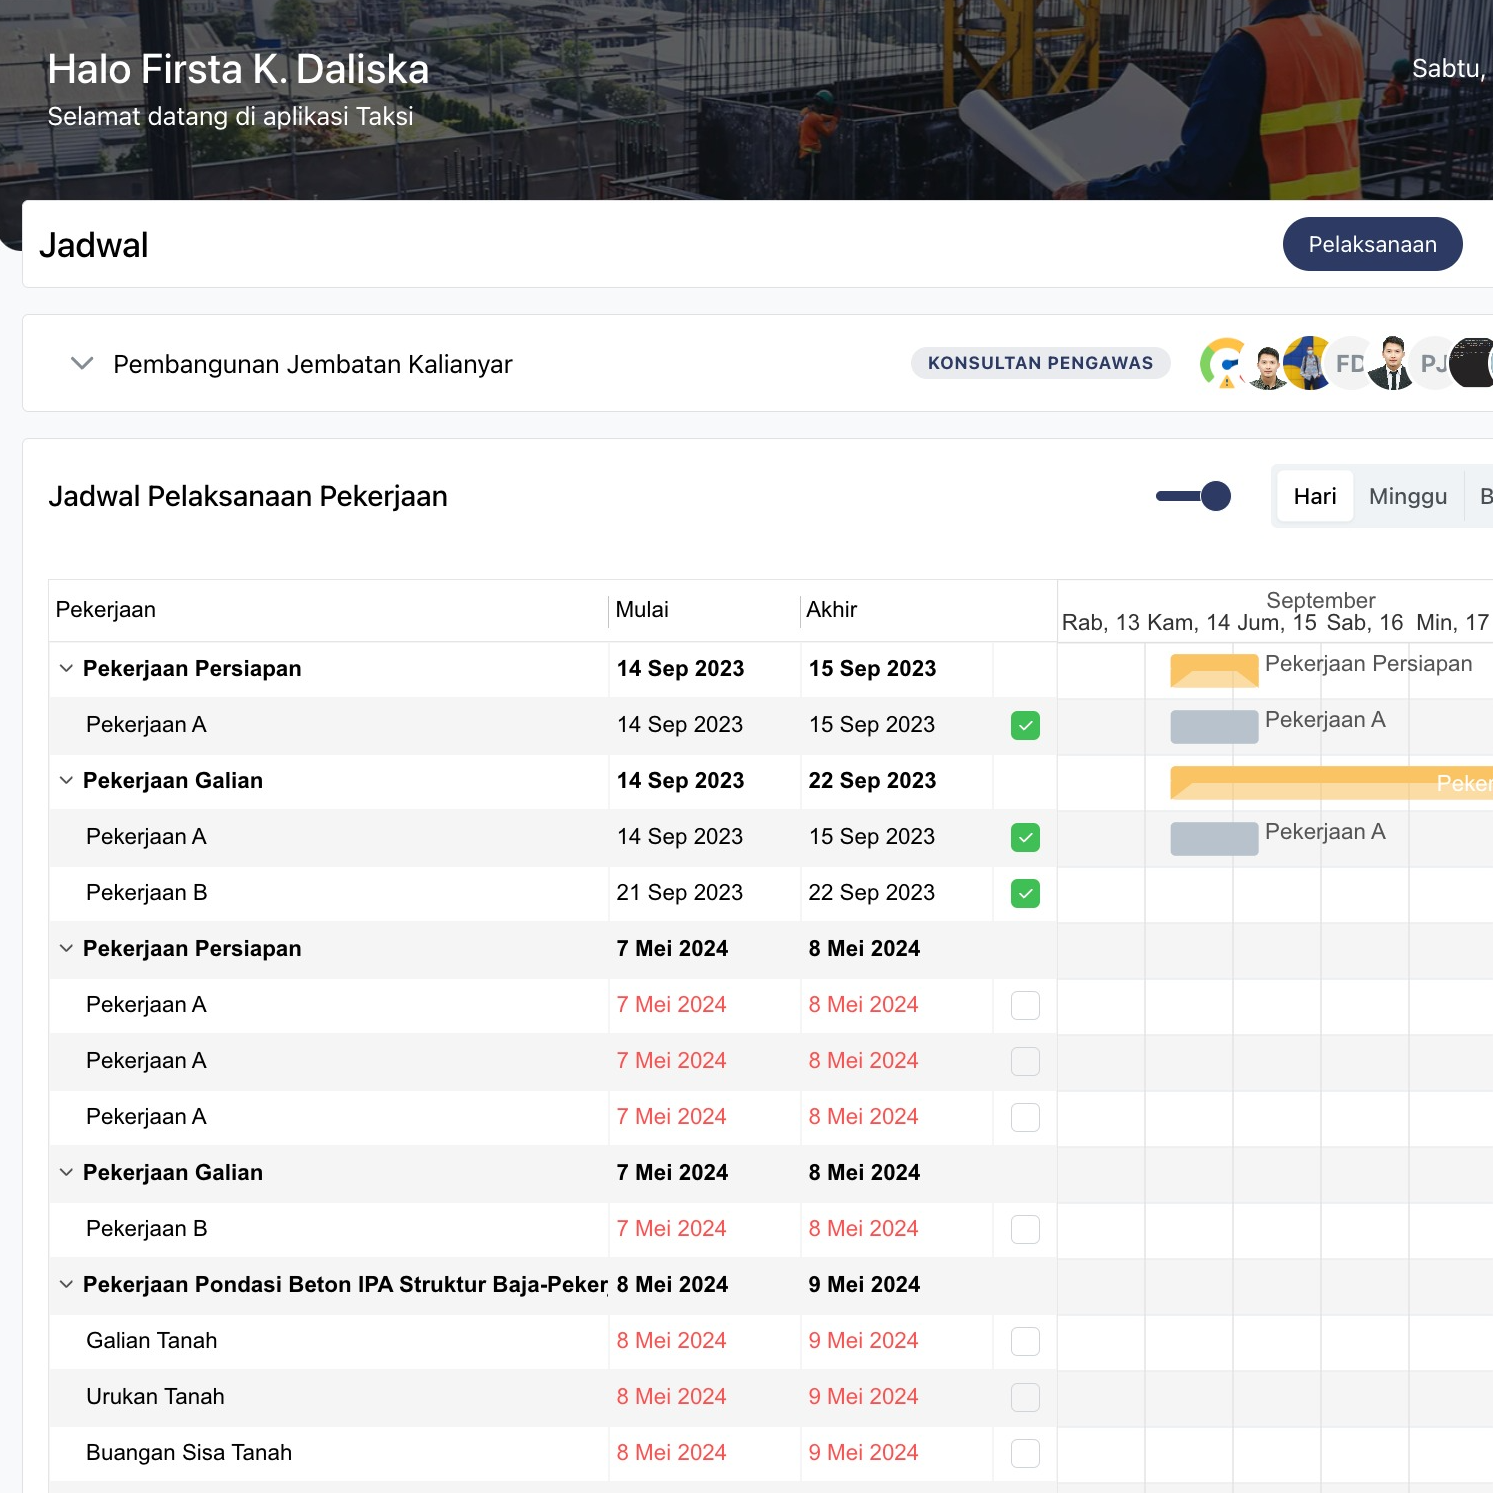 Halo Firsta K. Daliska
Sabtu,
Selamat datang di aplikasi Taksi
Jadwal
Pelaksanaan
Pembangunan Jembatan Kalianyar
KONSULTAN PENGAWAS
FD
PJ
Jadwal Pelaksanaan Pekerjaan
Hari Minggu B
Pekerjaan Mulai Akhir
September
Rab, 13 Kam, 14 Jum, 15 Sab, 16 Min, 17
Pekerjaan Persiapan 14 Sep 2023 15 Sep 2023 Pekerjaan Persiapan
Pekerjaan A 14 Sep 2023 15 Sep 2023 Pekerjaan A
Pekerjaan Galian 14 Sep 2023 22 Sep 2023 Peker
Pekerjaan A 14 Sep 2023 15 Sep 2023 Pekerjaan A
Pekerjaan B 21 Sep 2023 22 Sep 2023
Pekerjaan Persiapan 7 Mei 2024 8 Mei 2024
Pekerjaan A 7 Mei 2024 8 Mei 2024
Pekerjaan A 7 Mei 2024 8 Mei 2024
Pekerjaan A 7 Mei 2024 8 Mei 2024
Pekerjaan Galian 7 Mei 2024 8 Mei 2024
Pekerjaan B 7 Mei 2024 8 Mei 2024
Pekerjaan Pondasi Beton IPA Struktur Baja-Peker 8 Mei 2024 9 Mei 2024
Galian Tanah 8 Mei 2024 9 Mei 2024
Urukan Tanah 8 Mei 2024 9 Mei 2024
Buangan Sisa Tanah 8 Mei 2024 9 Mei 2024